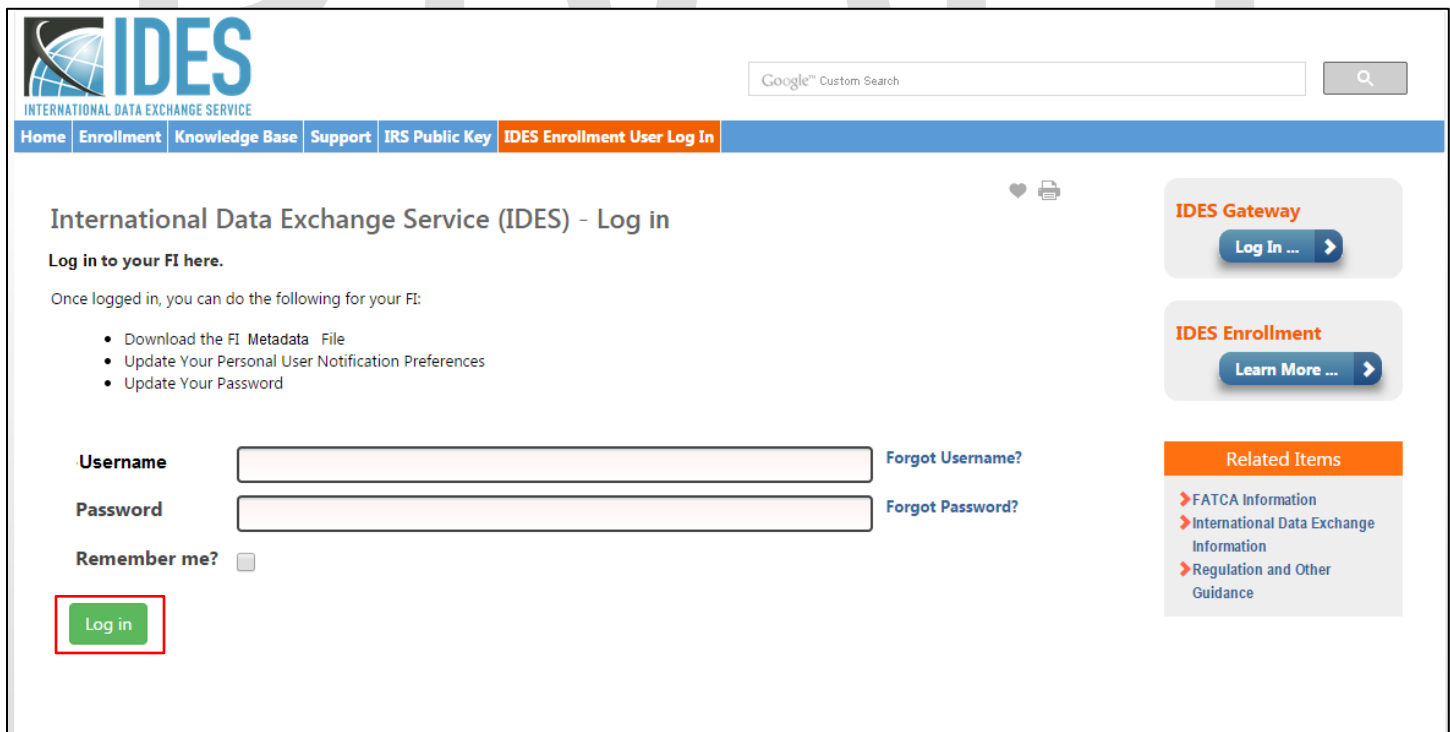 IDES
INTERNATIONAL DATA EXCHANGE SERVICE
Google™ Custom Search
Home Enrollment Knowledge Base Support IRS Public Key IDES Enrollment User Log In
International Data Exchange Service (IDES) - Log in
Log in to your FI here.
Once logged in, you can do the following for your FI:
• Download the FI Metadata File
• Update Your Personal User Notification Preferences
• Update Your Password
Username
Forgot Username?
Password
Forgot Password?
Remember me?
Log in
IDES Gateway
Log In ...
IDES Enrollment
Learn More ...
Related Items
FATCA Information
International Data Exchange
Information
Regulation and Other
Guidance